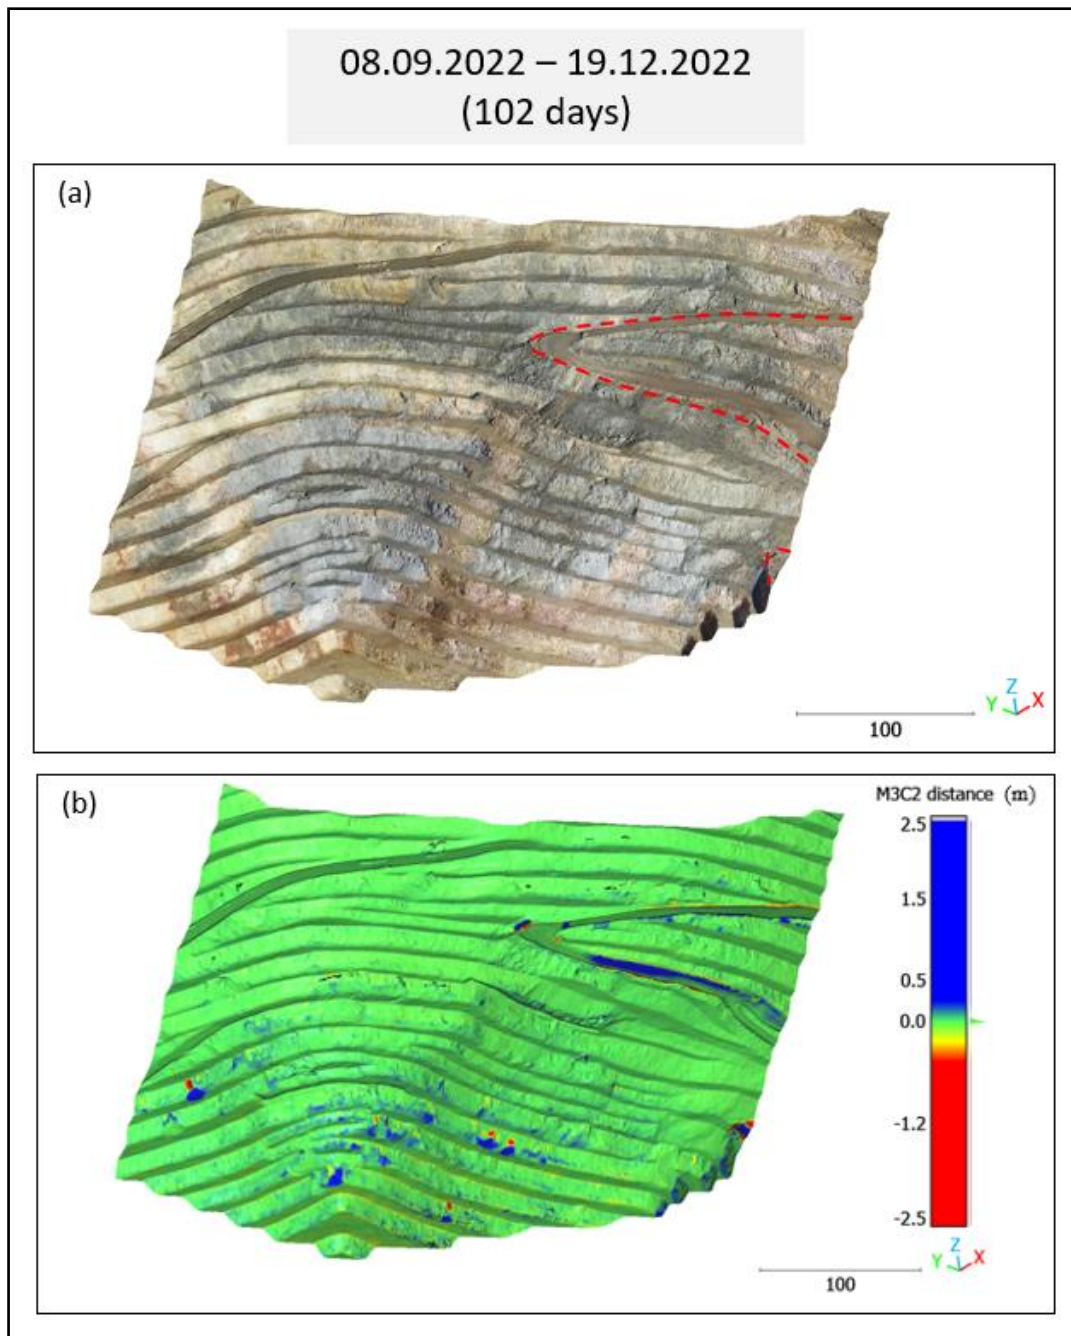 08.09.2022 – 19.12.2022
(102 days)
(a)
Z
Y X
100
(b)
M3C2 distance (m)
2.5
1.5
0.5
0.0
-1.2
-2.5
Z
Y X
100